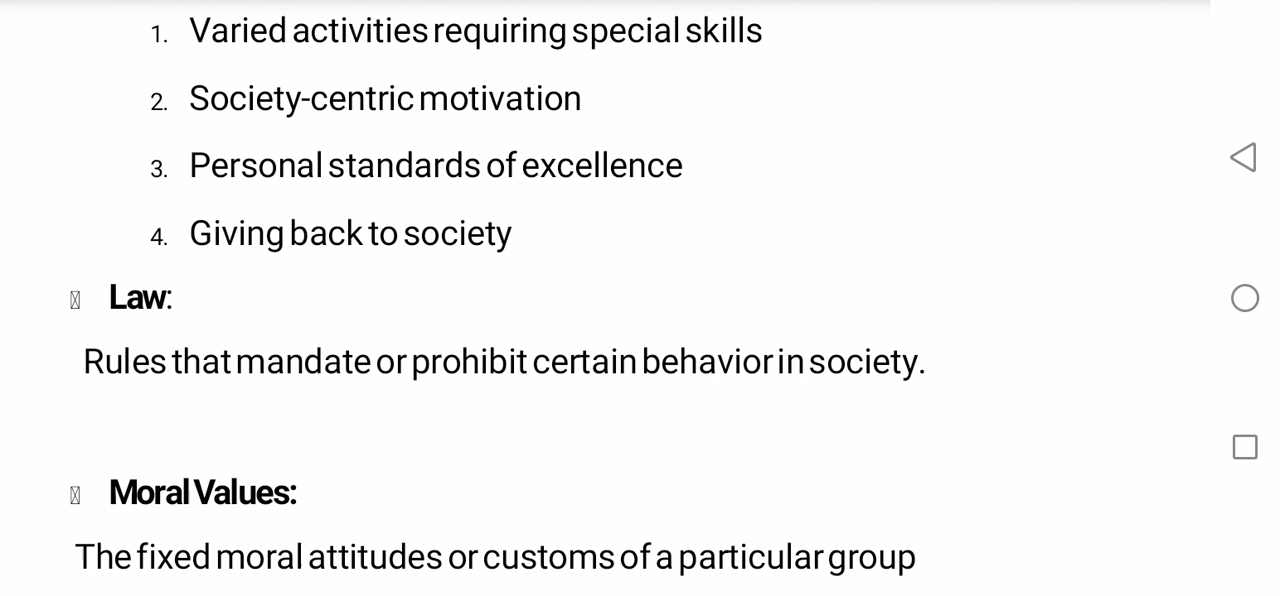 1. Varied activities requiring special skills
2. Society-centric motivation
3. Personal standards of excellence
4. Giving back to society
Law:
Rules that mandate or prohibit certain behavior in society.
Moral Values:
The fixed moral attitudes or customs of a particular group